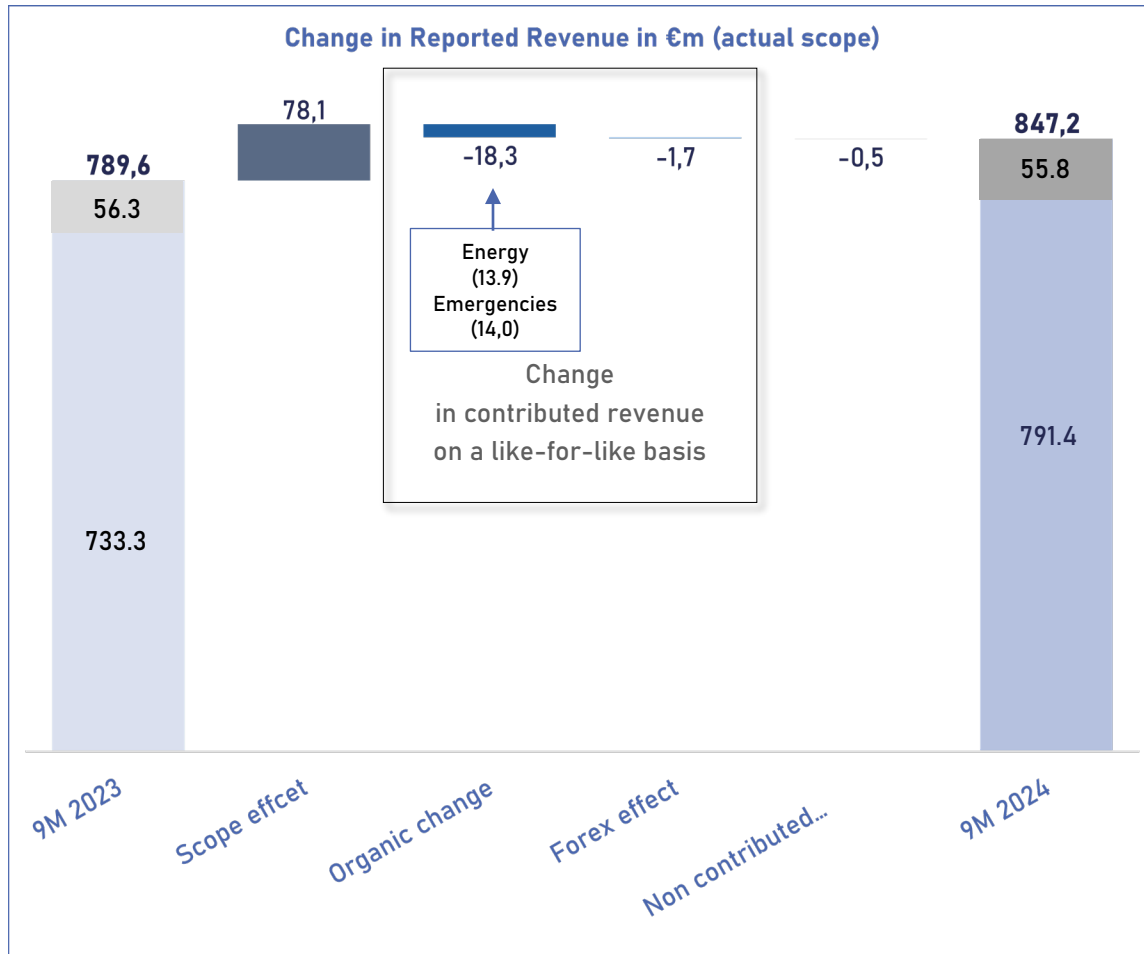 Change in Reported Revenue in €m (actual scope)
78,1
847,2
789,6
-18,3
-1,7
-0,5
55.8
56.3
Energy
(13.9)
Emergencies
(14,0)
Change
in contributed revenue
on a like-for-like basis
791.4
733.3
9M 2023
Scope effcet
Organic change
Forex effect
Non contributed...
9M 2024